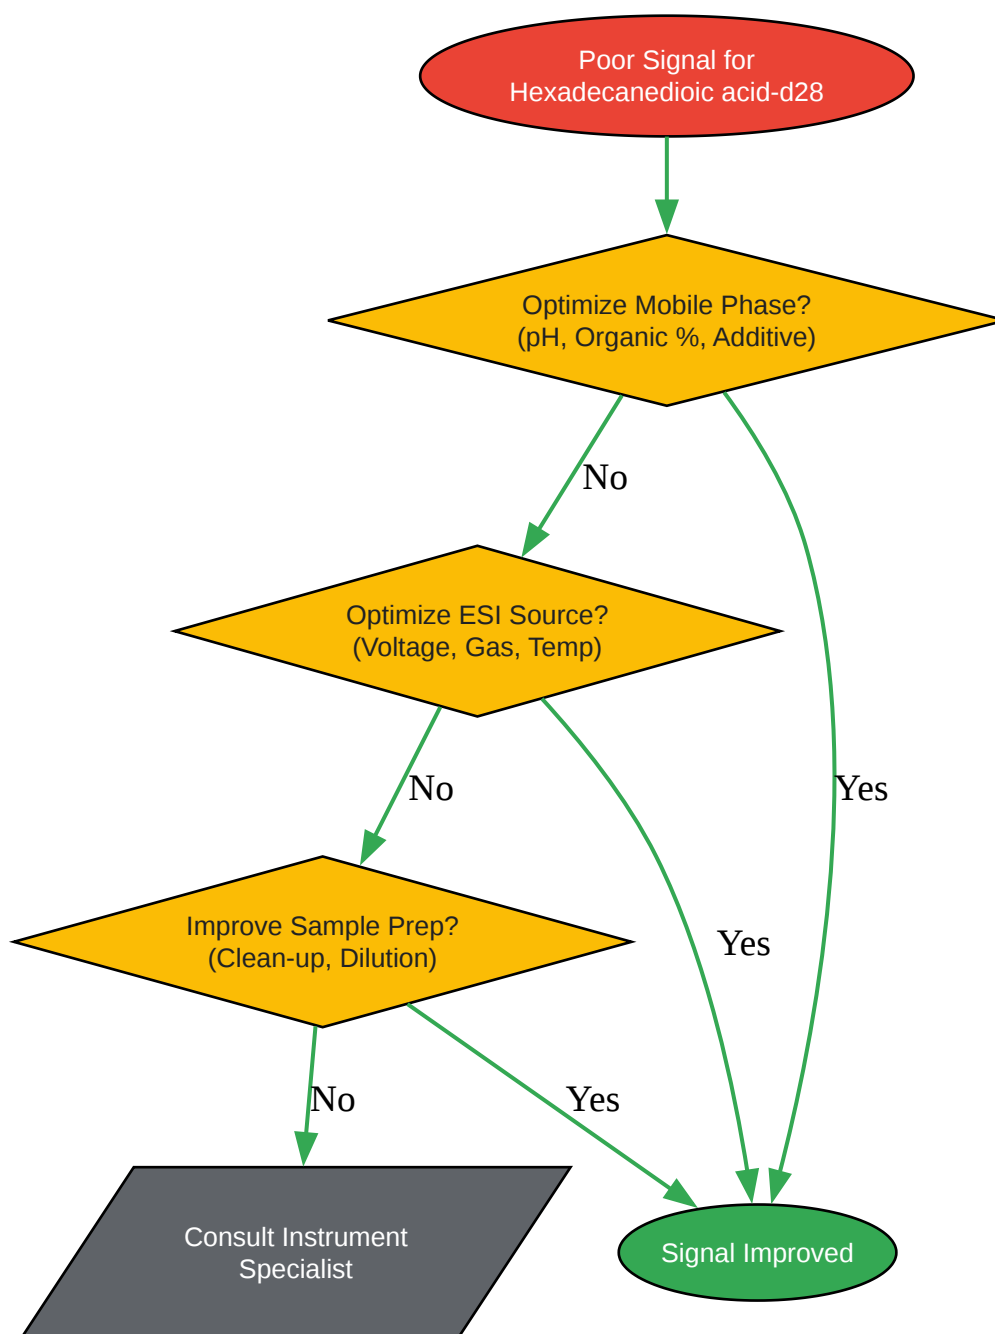 Poor Signal for
Hexadecanedioic acid-d28
Optimize Mobile Phase?
(pH, Organic %, Additive)
No
Optimize ESI Source?
(Voltage, Gas, Temp)
No
Yes
Improve Sample Prep?
(Clean-up, Dilution)
Yes
No
Yes
Consult Instrument
Specialist
Signal Improved